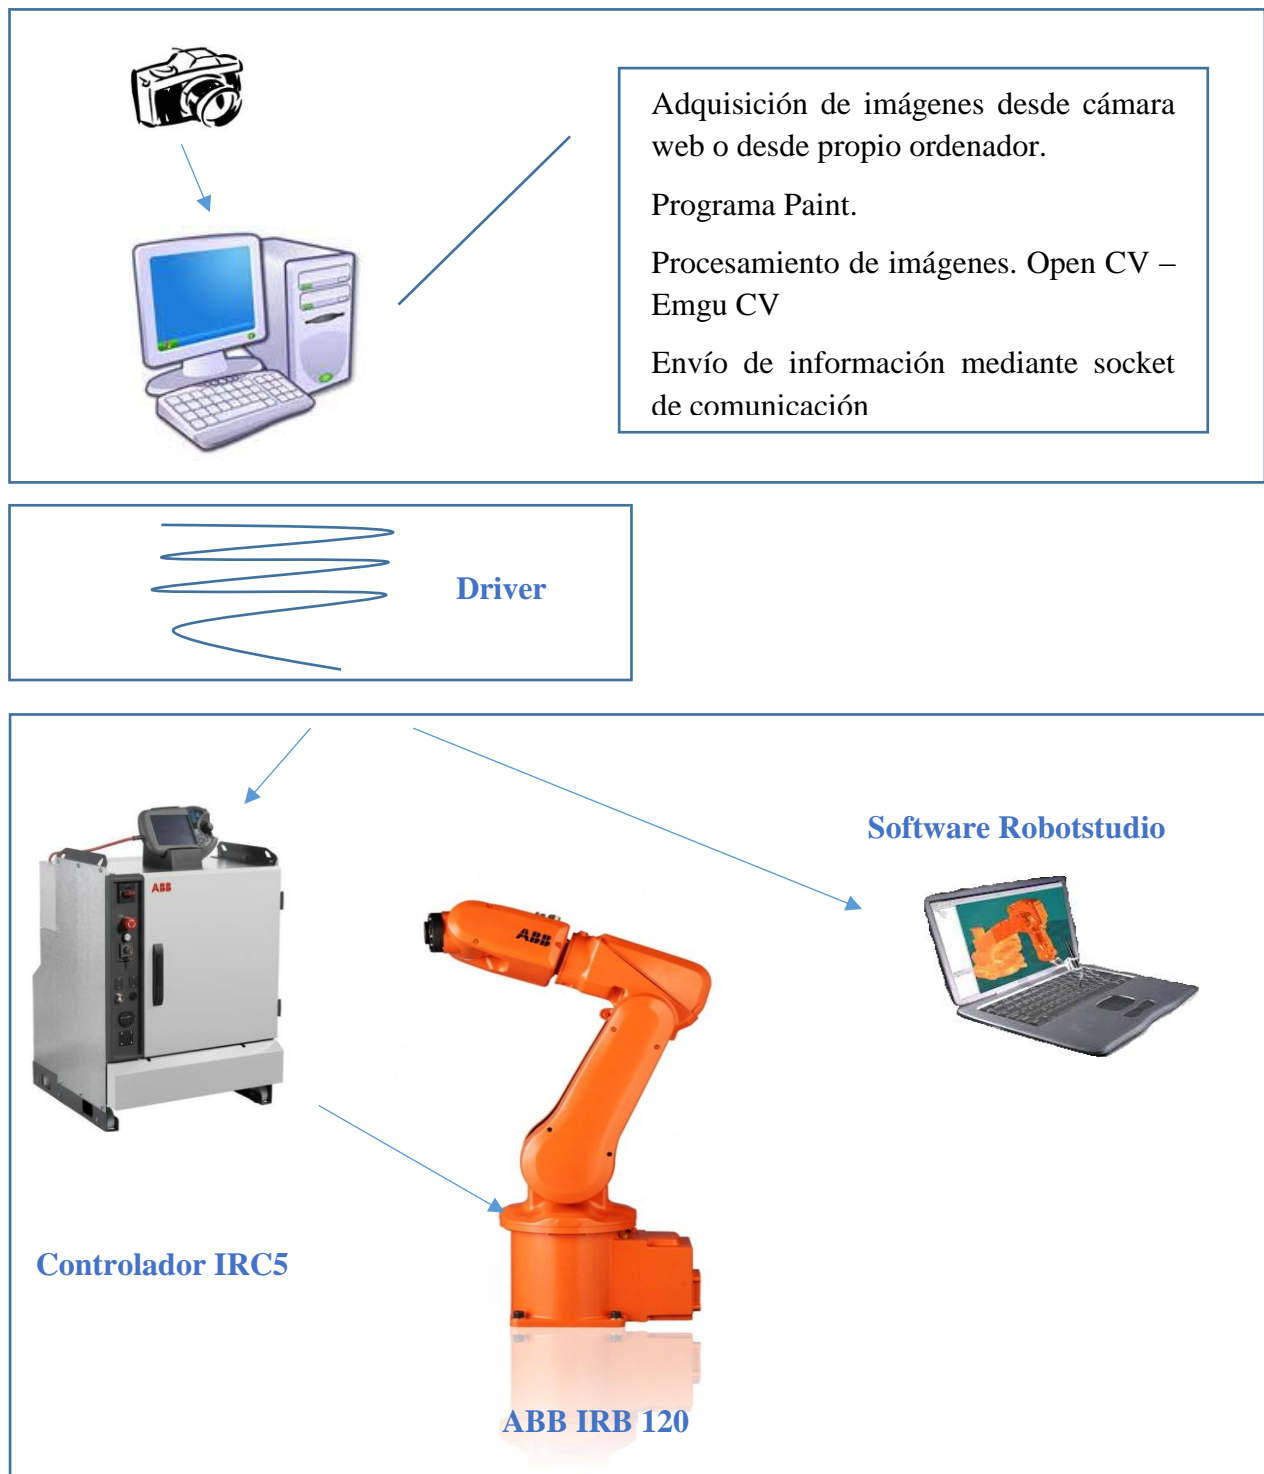 Adquisición de imágenes desde cámara
web o desde propio ordenador.
Programa Paint.
Procesamiento de imágenes. Open CV –
Emgu CV
Envío de información mediante socket
de comunicación
Driver
Software Robotstudio
ABB
ABB
Controlador IRC5
ABB IRB 120